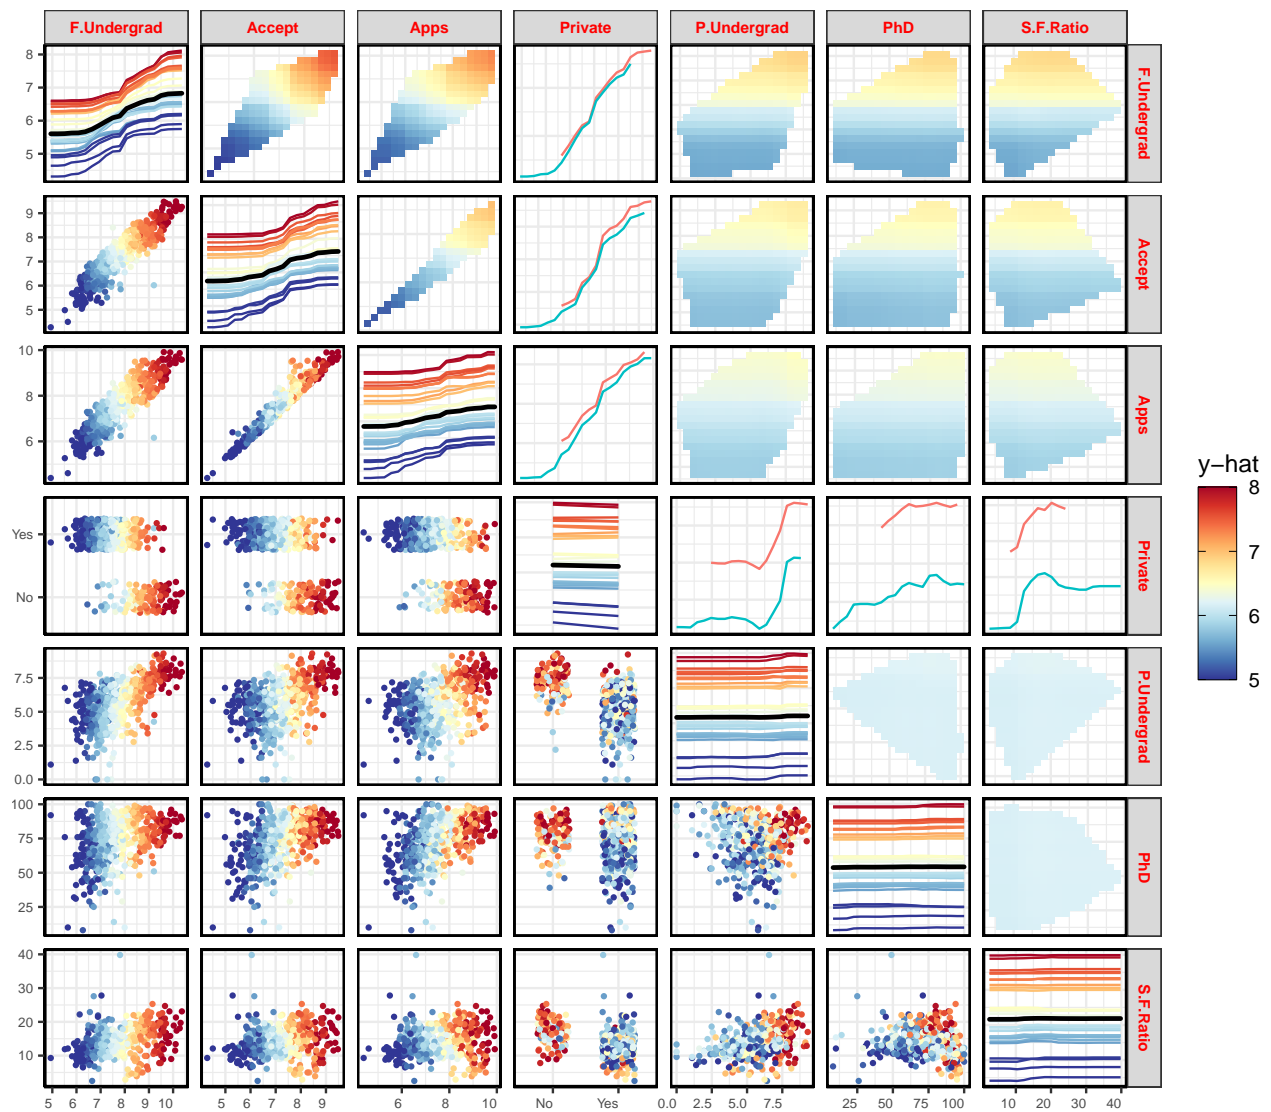 F.Undergrad Accept Apps Private P.Undergrad PhD S.F.Ratio
8
7
6
5
F.Undergrad
9
8
7
6
5
Accept
10
8
6
Apps
Yes
No
Private
7.5
5.0
2.5
0.0
P.Undergrad
100
75
50
25
PhD
40
30
20
10
S.F.Ratio
5 6 7 8 9 10 5 6 7 8 9 6 8 10 No Yes 0.0 2.5 5.0 7.5 25 50 75 100 10 20 30 40
y−hat
8
7
6
5